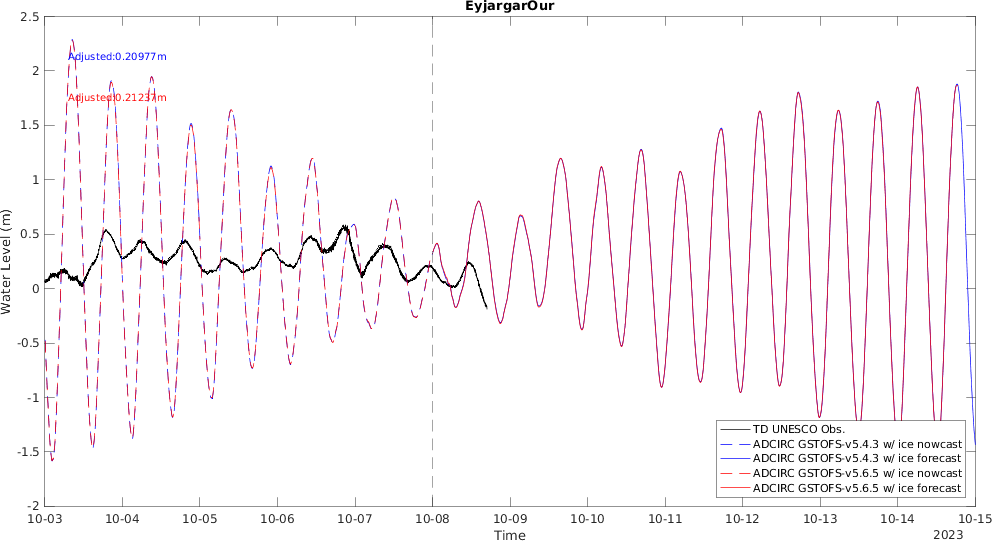 EyjargarOur
2.5
2
1.5
1
0.5
0
-0.5
-1
-1.5
-2
Water Level (m)
Adjusted:0.20977m
Adjusted:0.21237m
TD UNESCO Obs.
ADCIRC GSTOFS-v5.4.3 w/ ice nowcast
ADCIRC GSTOFS-v5.4.3 w/ ice forecast
ADCIRC GSTOFS-v5.6.5 w/ ice nowcast
ADCIRC GSTOFS-v5.6.5 w/ ice forecast
10-03 10-04 10-05 10-06 10-07 10-08 10-09 10-10 10-11 10-12 10-13 10-14 10-15
Time
2023